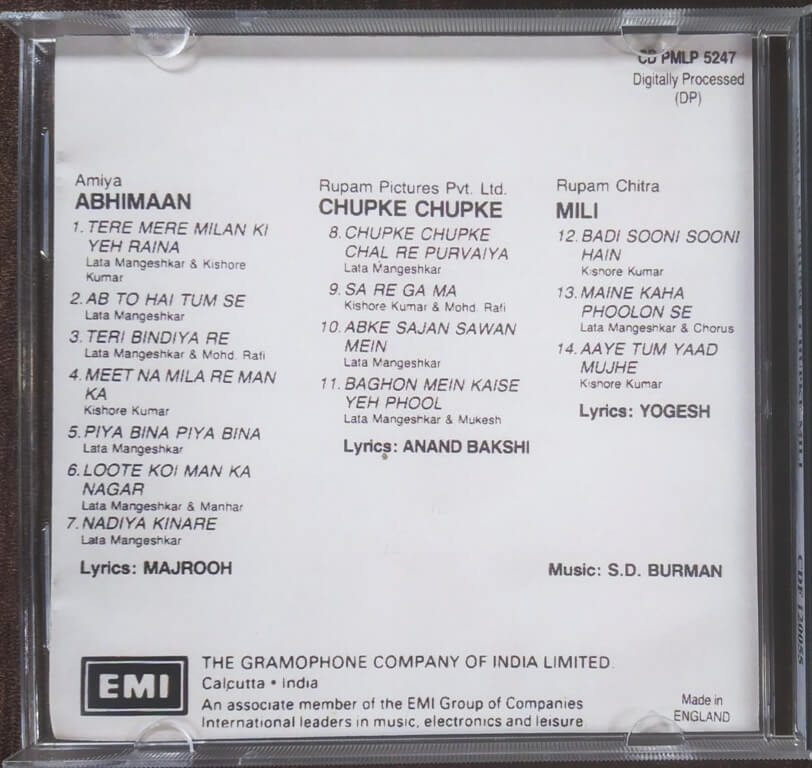 CD PMLP 5247
Digitally Processed
(DP)
Amiya
ABHIMAAN
1. TERE MERE MILAN KI
YEH RAINA
Lata Mangeshkar & Kishore
Kumar
2. AB TO HAI TUM SE
Lata Mangeshkar
3. TERI BINDIYA RE
Lata Mangeshkar & Mohd. Rafi
4. MEET NA MILA RE MAN
KA
Kishore Kumar
5. PIYA BINA PIYA BINA
Lata Mangeshkar
6. LOOTE KOI MAN KA
NAGAR
Lata Mangeshkar & Manhar
7. NADIYA KINARE
Lata Mangeshkar
Lyrics: MAJROOH
Rupam Pictures Pvt. Ltd.
CHUPKE CHUPKE
8. CHUPKE CHUPKE
CHAL RE PURVAIYA
Lata Mangeshkar
9. SA RE GA MA
Kishore Kumar & Mohd. Rafi
10. ABKE SAJAN SAWAN
MEIN
Lata Mangeshkar
11. BAGHON MEIN KAISE
YEH PHOOL
Lata Mangeshkar & Mukesh
Lyrics: ANAND BAKSHI
Rupam Chitra
MILI
12. BADI SOONI SOONI
HAIN
Kishore Kumar
13. MAINE KAHA
PHOOLON SE
Lata Mangeshkar & Chorus
14. AAYE TUM YAAD
MUJHE
Kishore Kumar
Lyrics: YOGESH
Music: S.D. BURMAN
EMI
THE GRAMOPHONE COMPANY OF INDIA LIMITED.
Calcutta • India
An associate member of the EMI Group of Companies
International leaders in music, electronics and leisure
Made in
ENGLAND